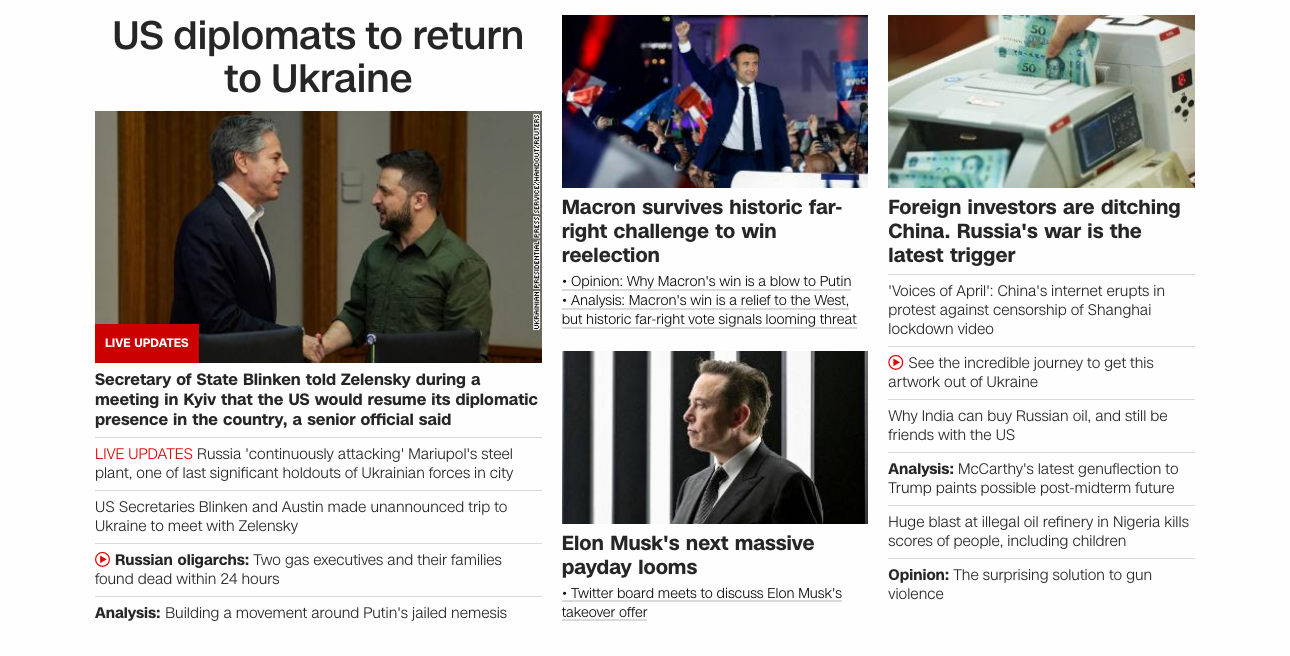 US diplomats to return
to Ukraine
UKRAINIAN PRESIDENTIAL PRESS SERVICE/HANDOUT/REUTERS
LIVE UPDATES
Secretary of State Blinken told Zelensky during a
meeting in Kyiv that the US would resume its diplomatic
presence in the country, a senior official said
LIVE UPDATES Russia 'continuously attacking' Mariupol's steel
plant, one of last significant holdouts of Ukrainian forces in city
US Secretaries Blinken and Austin made unannounced trip to
Ukraine to meet with Zelensky
Russian oligarchs: Two gas executives and their families
found dead within 24 hours
Analysis: Building a movement around Putin's jailed nemesis
Macron survives historic far-
right challenge to win
reelection
• Opinion: Why Macron's win is a blow to Putin
• Analysis: Macron's win is a relief to the West,
but historic far-right vote signals looming threat
Elon Musk's next massive
payday looms
• Twitter board meets to discuss Elon Musk's
takeover offer
Foreign investors are ditching
China. Russia's war is the
latest trigger
'Voices of April': China's internet erupts in
protest against censorship of Shanghai
lockdown video
See the incredible journey to get this
artwork out of Ukraine
Why India can buy Russian oil, and still be
friends with the US
Analysis: McCarthy's latest genuflection to
Trump paints possible post-midterm future
Huge blast at illegal oil refinery in Nigeria kills
scores of people, including children
Opinion: The surprising solution to gun
violence